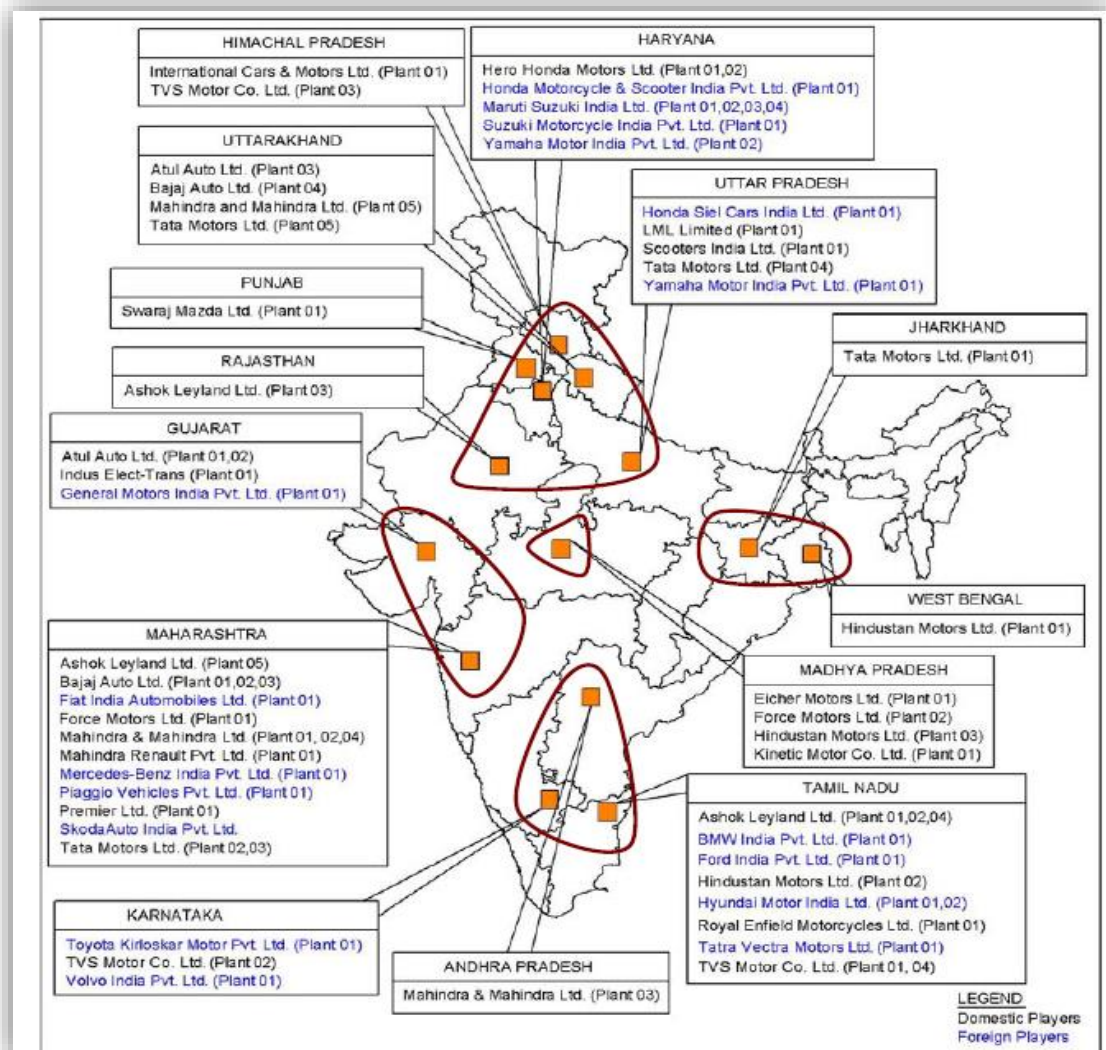 HIMACHAL PRADESH
International Cars & Motors Ltd. (Plant 01)
TVS Motor Co. Ltd. (Plant 03)
HARYANA
Hero Honda Motors Ltd. (Plant 01,02)
Honda Motorcycle & Scooter India Pvt. Ltd. (Plant 01)
Maruti Suzuki India Ltd. (Plant 01,02,03,04)
Suzuki Motorcycle India Pvt. Ltd. (Plant 01)
Yamaha Motor India Pvt. Ltd. (Plant 02)
UTTARAKHAND
Atul Auto Ltd. (Plant 03)
Bajaj Auto Ltd. (Plant 04)
Mahindra and Mahindra Ltd. (Plant 05)
Tata Motors Ltd. (Plant 05)
UTTAR PRADESH
Honda Siel Cars India Ltd. (Plant 01)
LML Limited (Plant 01)
Scooters India Ltd. (Plant 01)
Tata Motors Ltd. (Plant 04)
Yamaha Motor India Pvt. Ltd. (Plant 01)
PUNJAB
Swaraj Mazda Ltd. (Plant 01)
JHARKHAND
Tata Motors Ltd. (Plant 01)
RAJASTHAN
Ashok Leyland Ltd. (Plant 03)
GUJARAT
Atul Auto Ltd. (Plant 01,02)
Indus Elect-Trans (Plant 01)
General Motors India Pvt. Ltd. (Plant 01)
WEST BENGAL
Hindustan Motors Ltd. (Plant 01)
MAHARASHTRA
Ashok Leyland Ltd. (Plant 05)
Bajaj Auto Ltd. (Plant 01,02,03)
Fiat India Automobiles Ltd. (Plant 01)
Force Motors Ltd. (Plant 01)
Mahindra & Mahindra Ltd. (Plant 01, 02,04)
Mahindra Renault Pvt. Ltd. (Plant 01)
Mercedes-Benz India Pvt. Ltd. (Plant 01)
Piaggio Vehicles Pvt. Ltd. (Plant 01)
Premier Ltd. (Plant 01)
SkodaAuto India Pvt. Ltd.
Tata Motors Ltd. (Plant 02,03)
MADHYA PRADESH
Eicher Motors Ltd. (Plant 01)
Force Motors Ltd. (Plant 02)
Hindustan Motors Ltd. (Plant 03)
Kinetic Motor Co. Ltd. (Plant 01)
TAMIL NADU
Ashok Leyland Ltd. (Plant 01,02,04)
BMW India Pvt. Ltd. (Plant 01)
Ford India Pvt. Ltd. (Plant 01)
Hindustan Motors Ltd. (Plant 02)
Hyundai Motor India Ltd. (Plant 01,02)
Royal Enfield Motorcycles Ltd. (Plant 01)
Tatra Vectra Motors Ltd. (Plant 01)
TVS Motor Co. Ltd. (Plant 01, 04)
KARNATAKA
Toyota Kirloskar Motor Pvt. Ltd. (Plant 01)
TVS Motor Co. Ltd. (Plant 02)
Volvo India Pvt. Ltd. (Plant 01)
ANDHRA PRADESH
Mahindra & Mahindra Ltd. (Plant 03)
LEGEND
Domestic Players
Foreign Players